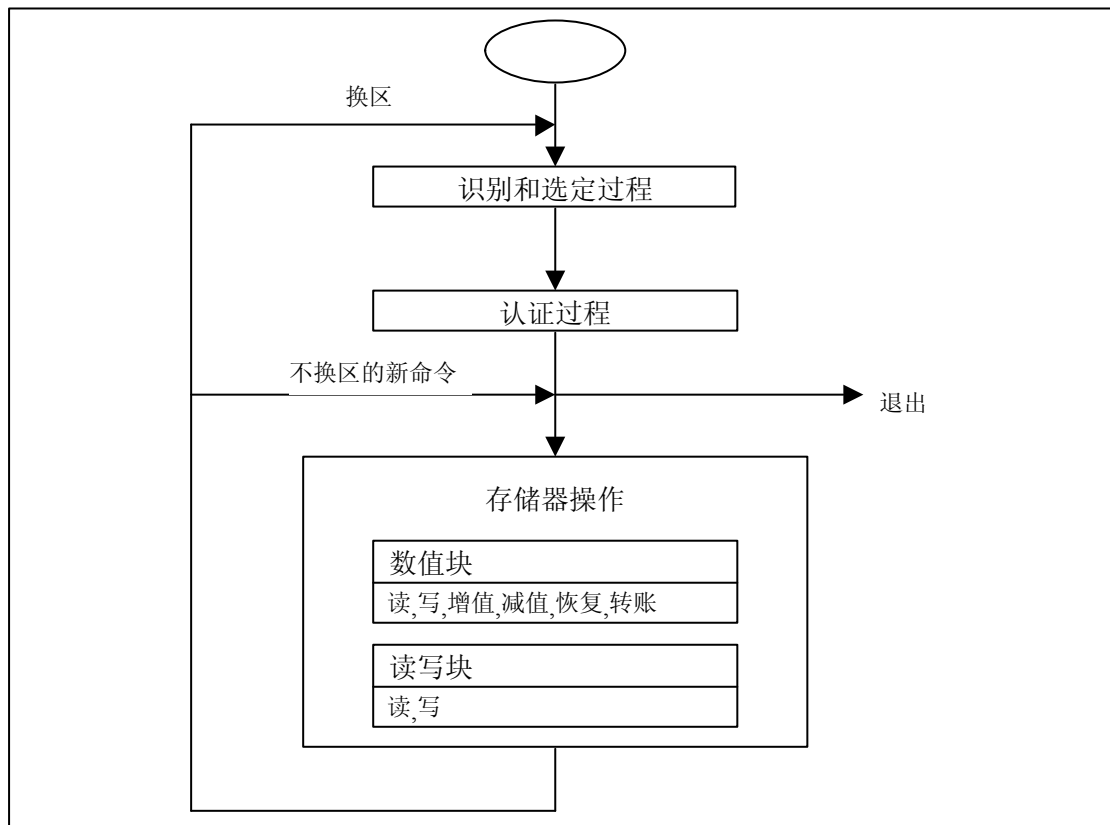 换区
识别和选定过程
认证过程
不换区的新命令
退出
存储器操作
数值块
读,写,增值,减值,恢复,转账
读写块
读,写